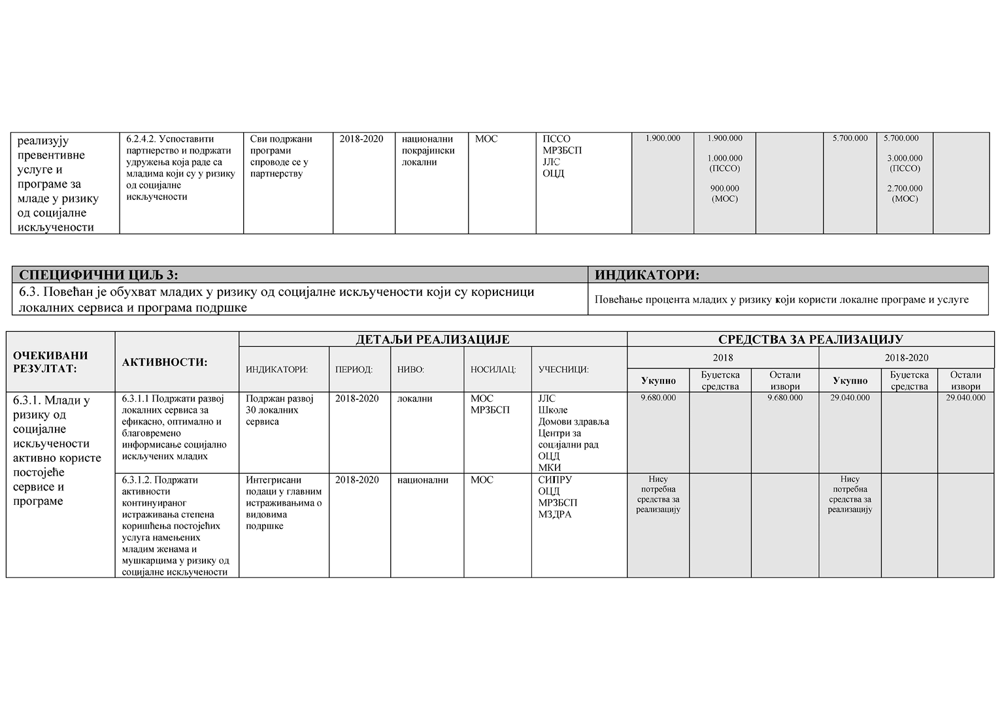 реализују
превентивне
услуге и
програме за
младе у ризику
од социјалне
искључености
6.2.4.2. Успоставити
партнерство и подржати
удружења која раде са
младима који су у ризику
од социјалне
искључености
Сви подржани
програми
спроводе се у
партнерству
2018-2020
национални
покрајински
локални
МОС
ПССО
МРЗБСП
ЈЛС
ОЦД
1.900.000
1.900.000
1.000.000
(ПССО)
900.000
(МОС)
5.700.000
5.700.000
3.000.000
(ПССО)
2.700.000
(МОС)
СПЕЦИФИЧНИ ЦИЉ 3:
ИНДИКАТОРИ:
6.3. Повећан је обухват младих у ризику од социјалне искључености који су корисници
локалних сервиса и програма подршке
Повећање процента младих у ризику који користи локалне програме и услуге
ОЧЕКИВАНИ
РЕЗУЛТАТ:
АКТИВНОСТИ:
ДЕТАЉИ РЕАЛИЗАЦИЈЕ
СРЕДСТВА ЗА РЕАЛИЗАЦИЈУ
ИНДИКАТОРИ:
ПЕРИОД:
НИВО:
НОСИЛАЦ:
УЧЕСНИЦИ:
2018
2018-2020
Укупно
Буџетска
средства
Остали
извори
Укупно
Буџетска
средства
Остали
извори
6.3.1. Млади у
ризику од
социјалне
искључености
активно користе
постојеће
сервисе и
програме
6.3.1.1 Подржати развој
локалних сервиса за
ефикасно, оптимално и
благовремено
информисање социјално
искључених младих
Подржан развој
30 локалних
сервиса
2018-2020
локални
МОС
МРЗБСП
ЈЛС
Школе
Домови здравља
Центри за
социјални рад
ОЦД
МКИ
9.680.000
9.680.000
29.040.000
29.040.000
6.3.1.2. Подржати
активности
континуираног
истраживања степена
коришћења постојећих
услуга намењених
младим женама и
мушкарцима у ризику од
социјалне искључености
Интегрисани
подаци у главним
истраживањима о
видовима
подршке
2018-2020
национални
МОС
СИПРУ
ОЦД
МРЗБСП
МЗДРА
Нису
потребна
средства за
реализацију
Нису
потребна
средства за
реализацију